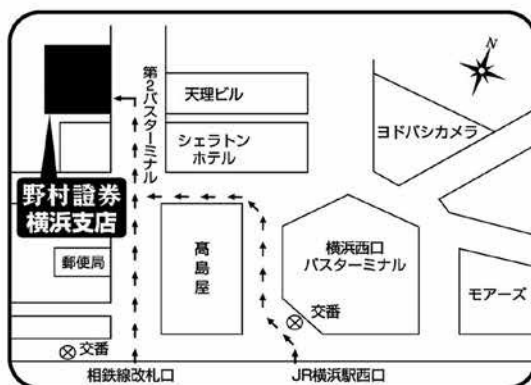 N
第2バスターミナル
天理ビル
シェラトン
ホテル
ヨドバシカメラ
野村證券
横浜支店
郵便局
髙島屋
横浜西口
バスターミナル
モアーズ
交番
交番
相鉄線改札口
JR横浜駅西口